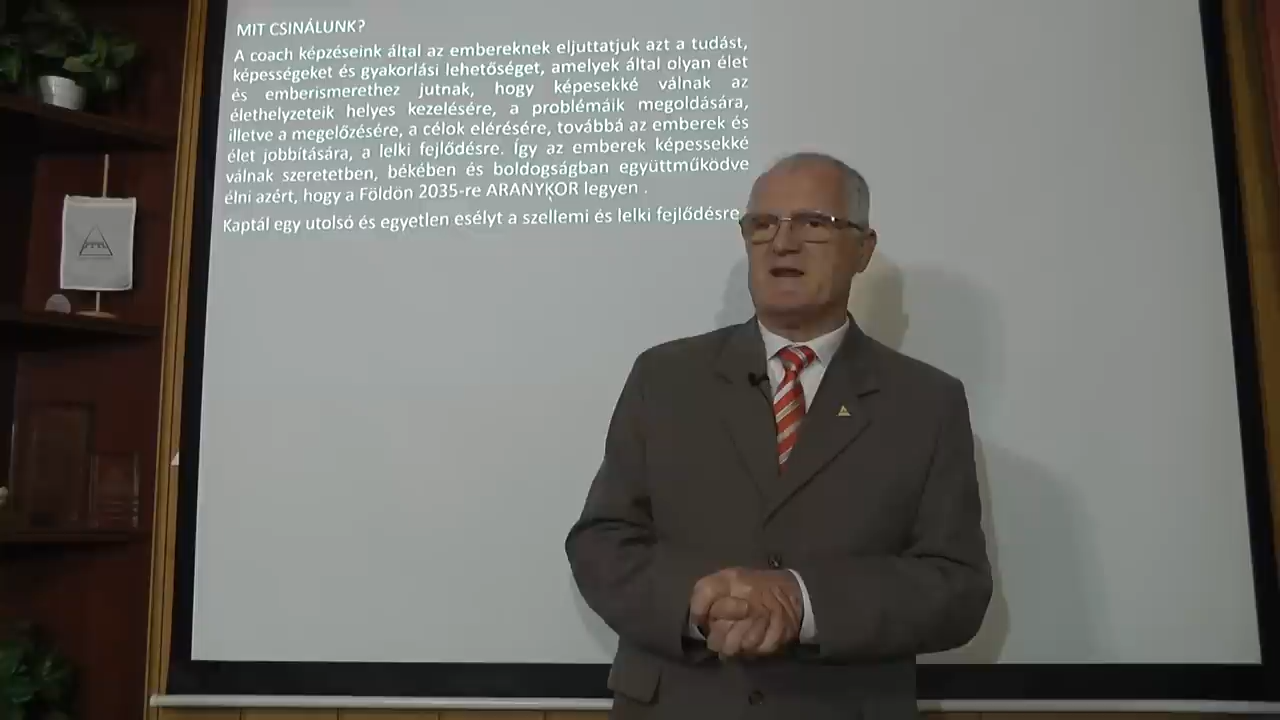 MIT CSINÁLUNK?
A coach képzéseink által az embereknek eljuttatjuk azt a tudást,
képességeket és gyakorlási lehetőséget, amelyek által olyan élet
és emberismerethez jutnak, hogy képesekké válnak az
élethelyzeteik helyes kezelésére, a problémáik megoldására,
illetve a megelőzésére, a célok elérésére, továbbá az emberek és
élet jobbítására, a lelki fejlődésre. Így az emberek képessekké
válnak szeretetben, békében és boldogságban együttműködve
élni azért, hogy a Földön 2035-re ARANYKOR legyen .
Kaptál egy utolsó és egyetlen esélyt a szellemi és lelki fejlődésre